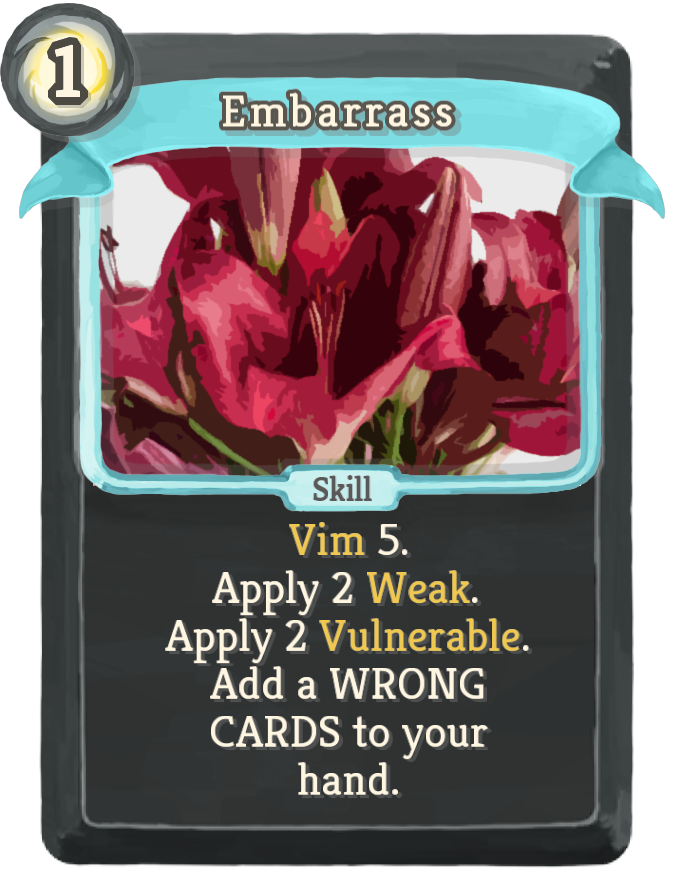 1
Embarrass
Skill
Vim 5.
Apply 2 Weak.
Apply 2 Vulnerable.
Add a WRONG
CARDS to your
hand.